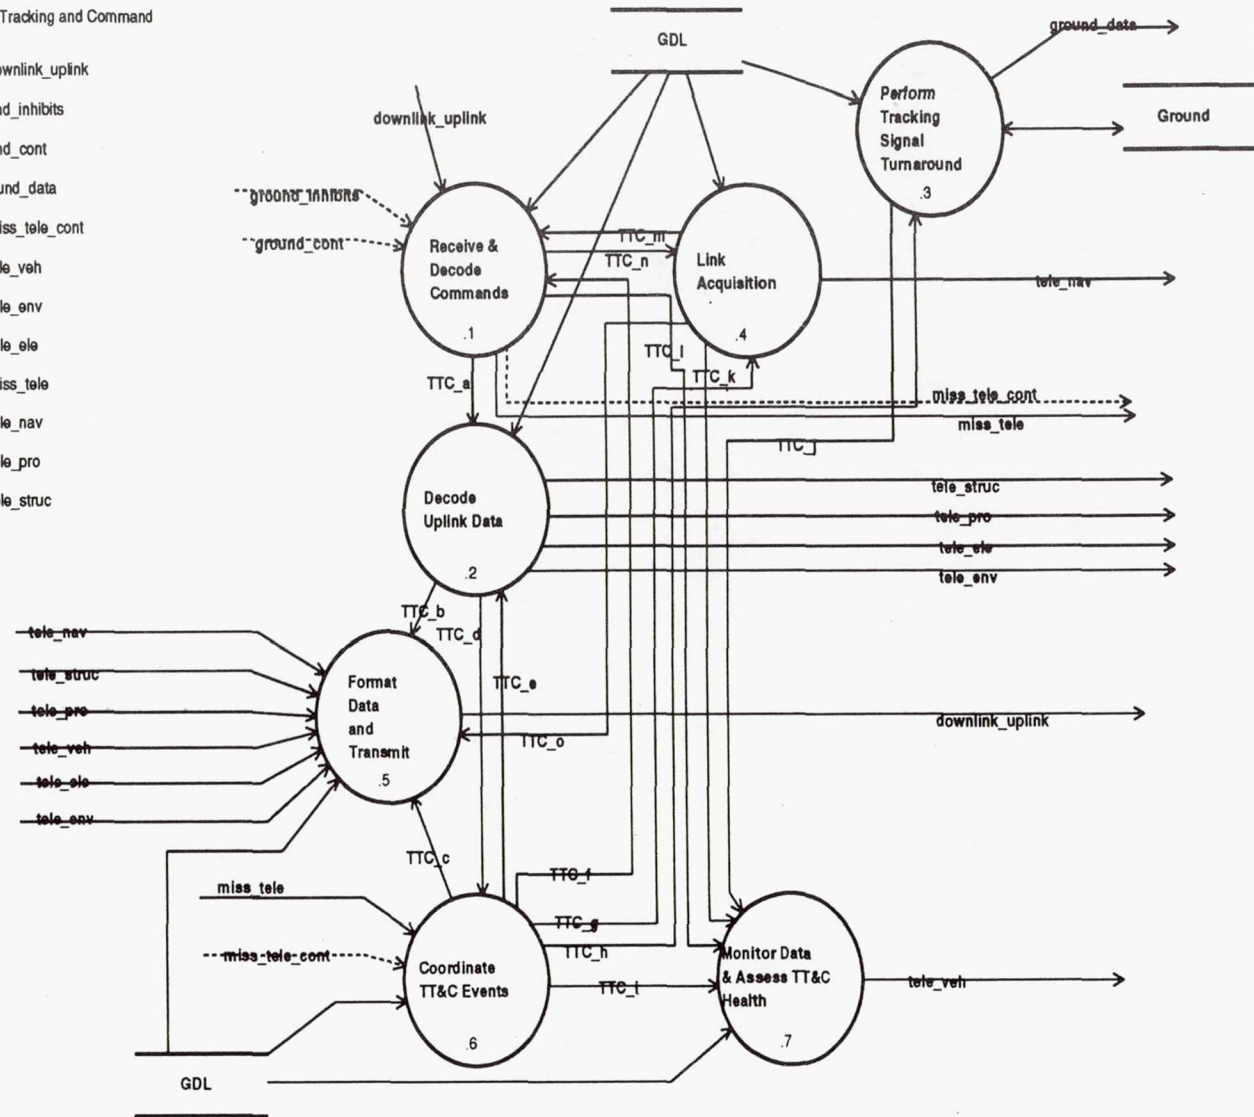 Tracking and Command
ownlink_uplink
nd_inhibits
nd_cont
und_data
iss_tele_cont
le_veh
le_env
le_ele
iss_tele
le_nav
le_pro
le_struc
GDL
ground_data
Perform
Tracking
Signal
Turnaround
.3
Ground
downlink_uplink
ground_inhibits
ground_cont
Receive &
Decode
Commands
.1
TTC_m
TTC_n
Link
Acquisition
.4
tele_nav
TTC_l
TTC_k
TTC_a
miss_tele_cont
miss_tele
TTC_j
Decode
Uplink Data
.2
tele_struc
tele_pro
tele_ele
tele_env
TTC_b
TTC_d
TTC_e
tele_nav
tele_struc
tele_pro
tele_veh
tele_ele
tele_env
Format
Data
and
Transmit
.5
downlink_uplink
TTC_o
TTC_c
TTC_f
miss_tele
TTC_g
TTC_h
miss_tele_cont
Coordinate
TT&C Events
.6
TTC_i
Monitor Data
& Assess TT&C
Health
.7
tele_veh
GDL